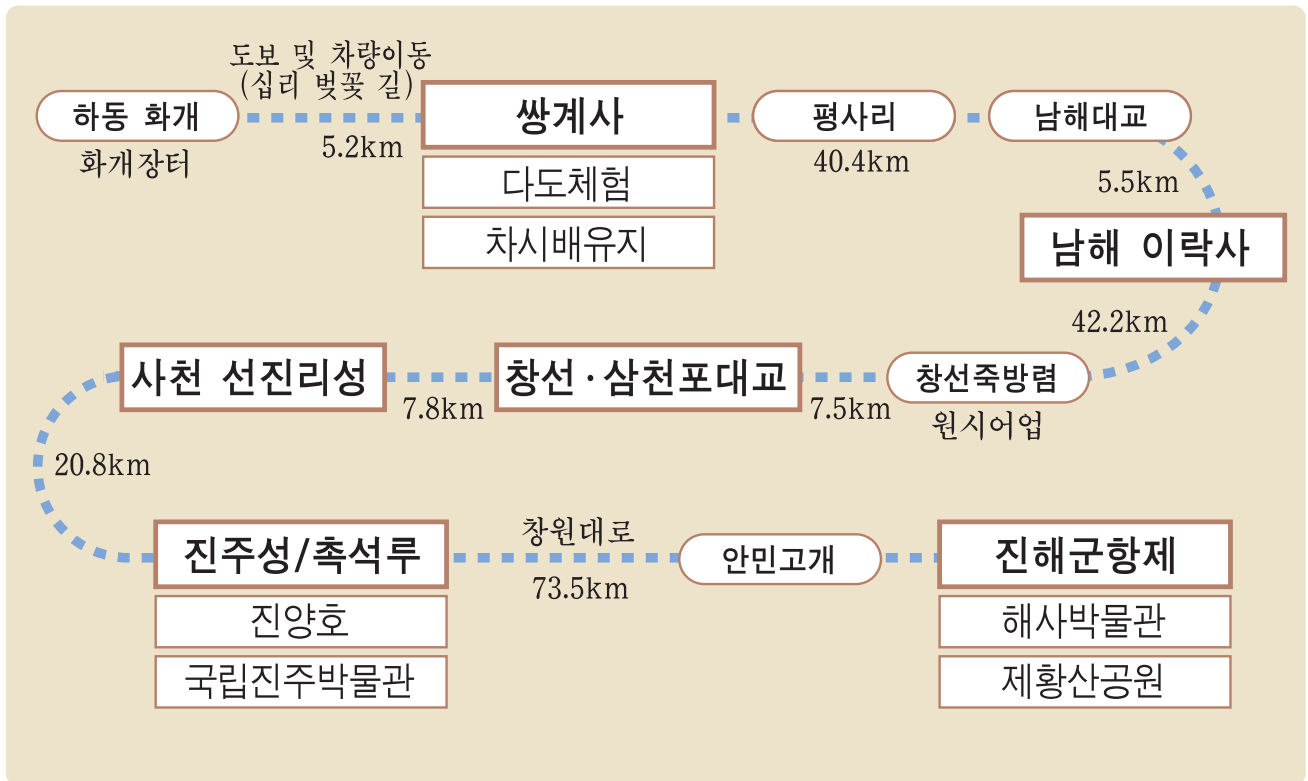 도보 및 차량이동
(십리 벚꽃 길)
하동 화개
화개장터
5.2km
쌍계사
다도체험
차시배유지
평사리
40.4km
남해대교
5.5km
남해 이락사
42.2km
창선죽방렴
원시어업
7.5km
창선·삼천포대교
7.8km
사천 선진리성
20.8km
진주성/촉석루
진양호
국립진주박물관
창원대로
73.5km
안민고개
진해군항제
해사박물관
제황산공원